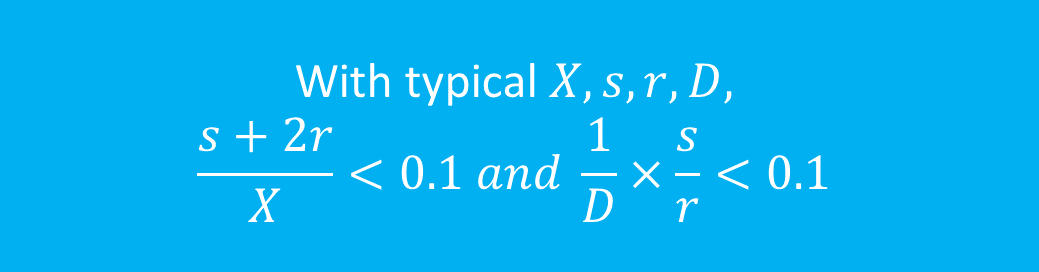 With typical X, s, r, D,
(s + 2r)/X < 0.1 and 1/D × s/r < 0.1